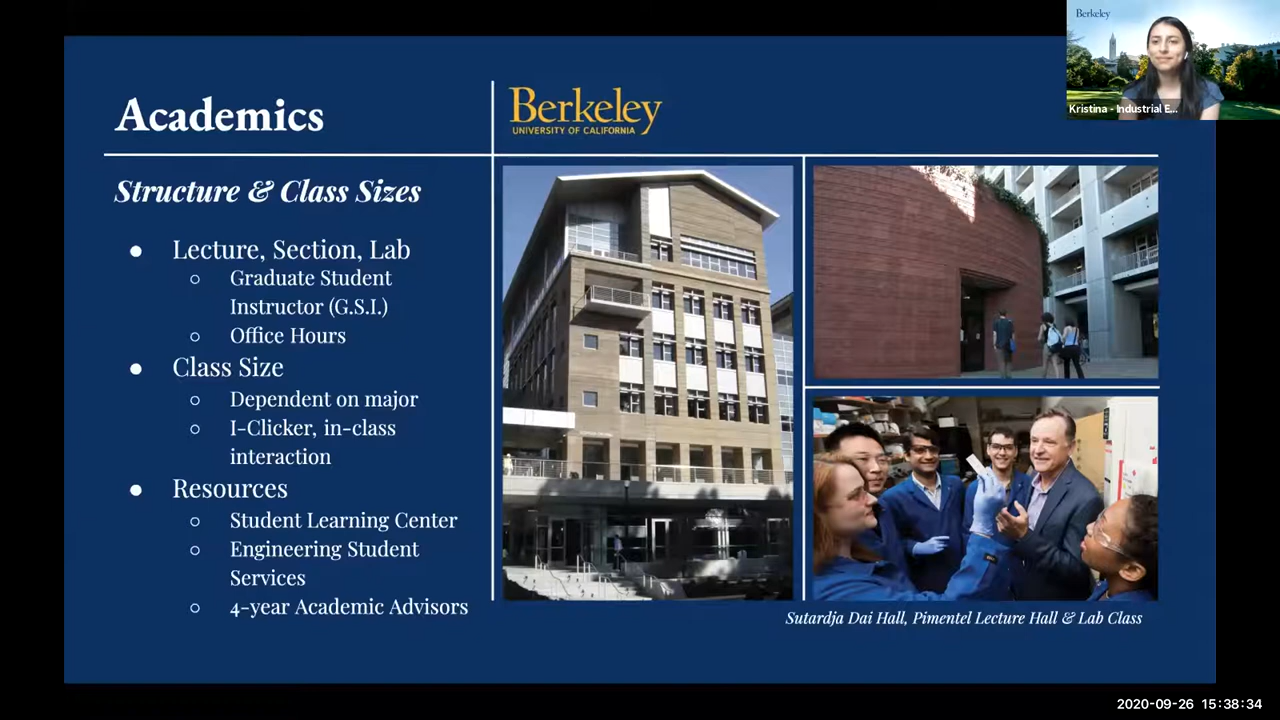 Academics
Berkeley
UNIVERSITY OF CALIFORNIA
Berkeley
Kristina - Industrial E...
Structure & Class Sizes
● Lecture, Section, Lab
○ Graduate Student
Instructor (G.S.I.)
○ Office Hours
● Class Size
○ Dependent on major
○ I-Clicker, in-class
interaction
● Resources
○ Student Learning Center
○ Engineering Student
Services
○ 4-year Academic Advisors
Sutardja Dai Hall, Pimentel Lecture Hall & Lab Class
2020-09-26 15:38:34